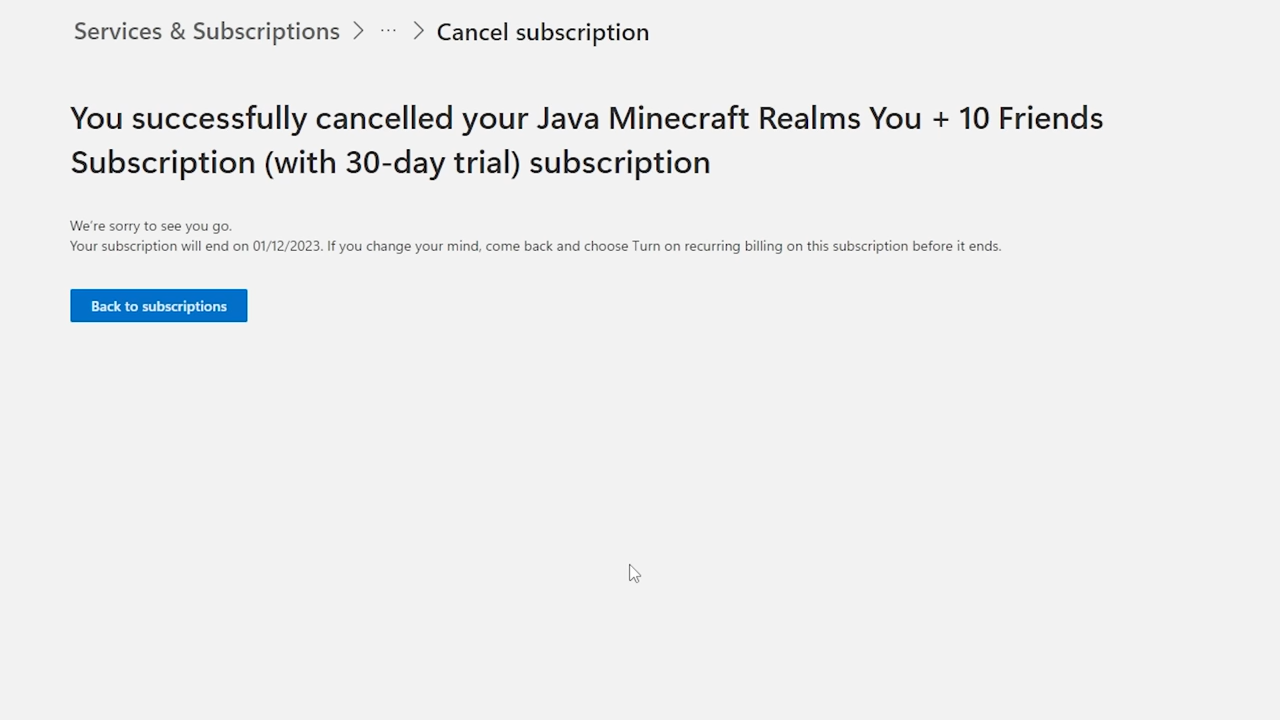 Services & Subscriptions > ··· > Cancel subscription
You successfully cancelled your Java Minecraft Realms You + 10 Friends
Subscription (with 30-day trial) subscription
We're sorry to see you go.
Your subscription will end on 01/12/2023. If you change your mind, come back and choose Turn on recurring billing on this subscription before it ends.
Back to subscriptions